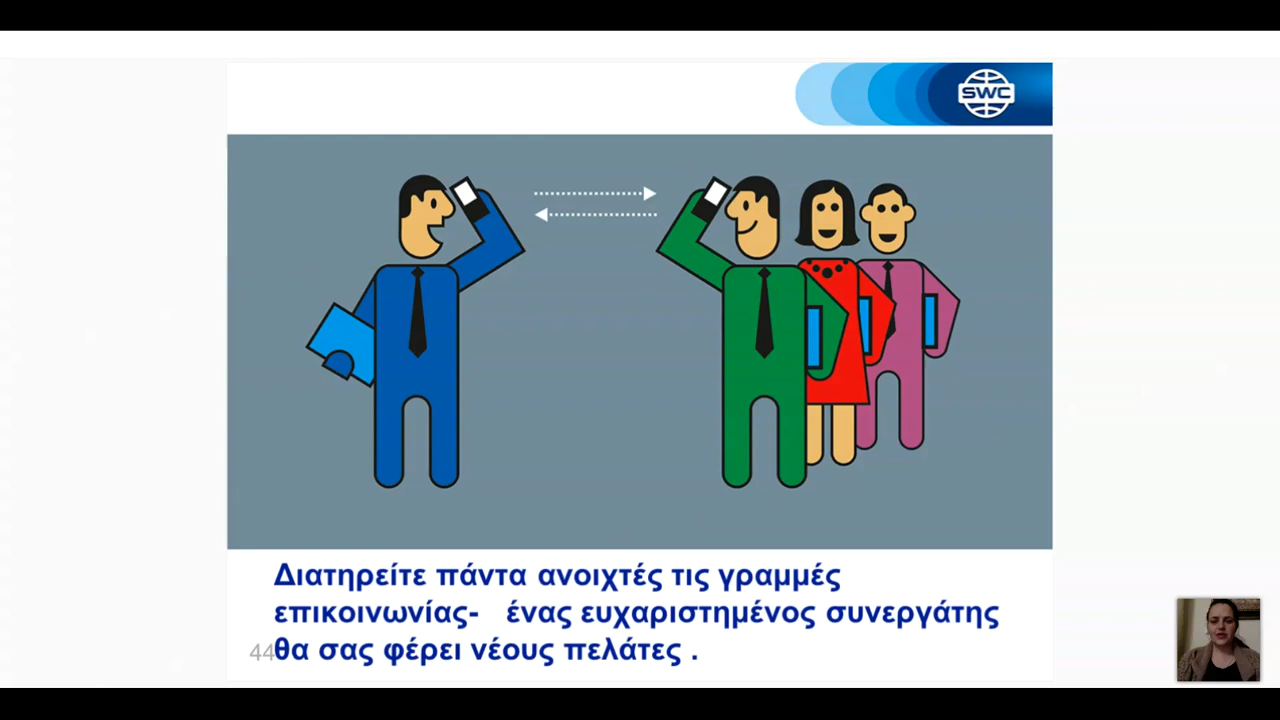 SWC
Διατηρείτε πάντα ανοιχτές τις γραμμές
επικοινωνίας- ένας ευχαριστημένος συνεργάτης
44θα σας φέρει νέους πελάτες .